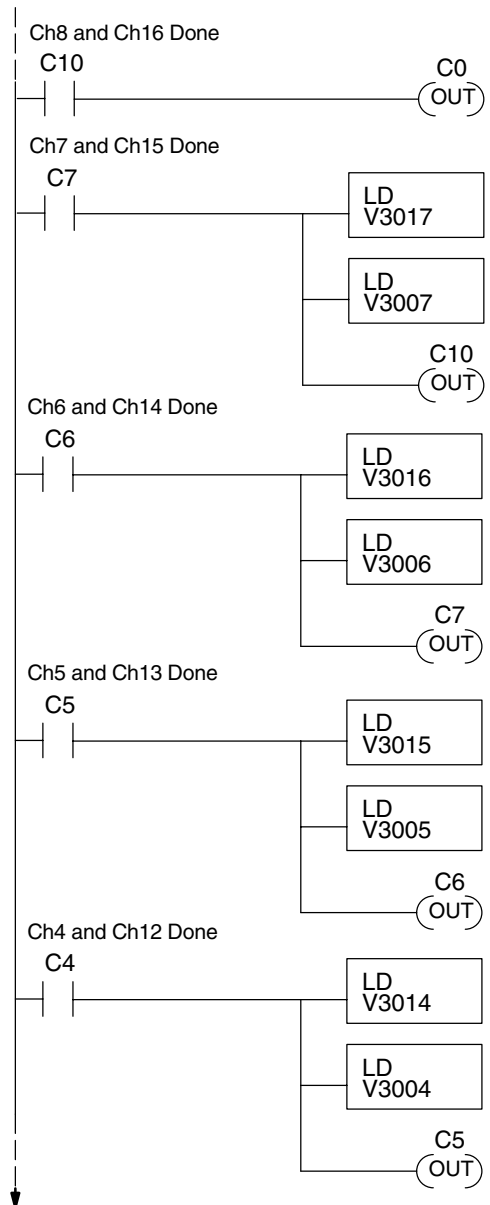 Ch8 and Ch16 Done
C10
C0
OUT
Ch7 and Ch15 Done
C7
LD
V3017
LD
V3007
C10
OUT
Ch6 and Ch14 Done
C6
LD
V3016
LD
V3006
C7
OUT
Ch5 and Ch13 Done
C5
LD
V3015
LD
V3005
C6
OUT
Ch4 and Ch12 Done
C4
LD
V3014
LD
V3004
C5
OUT